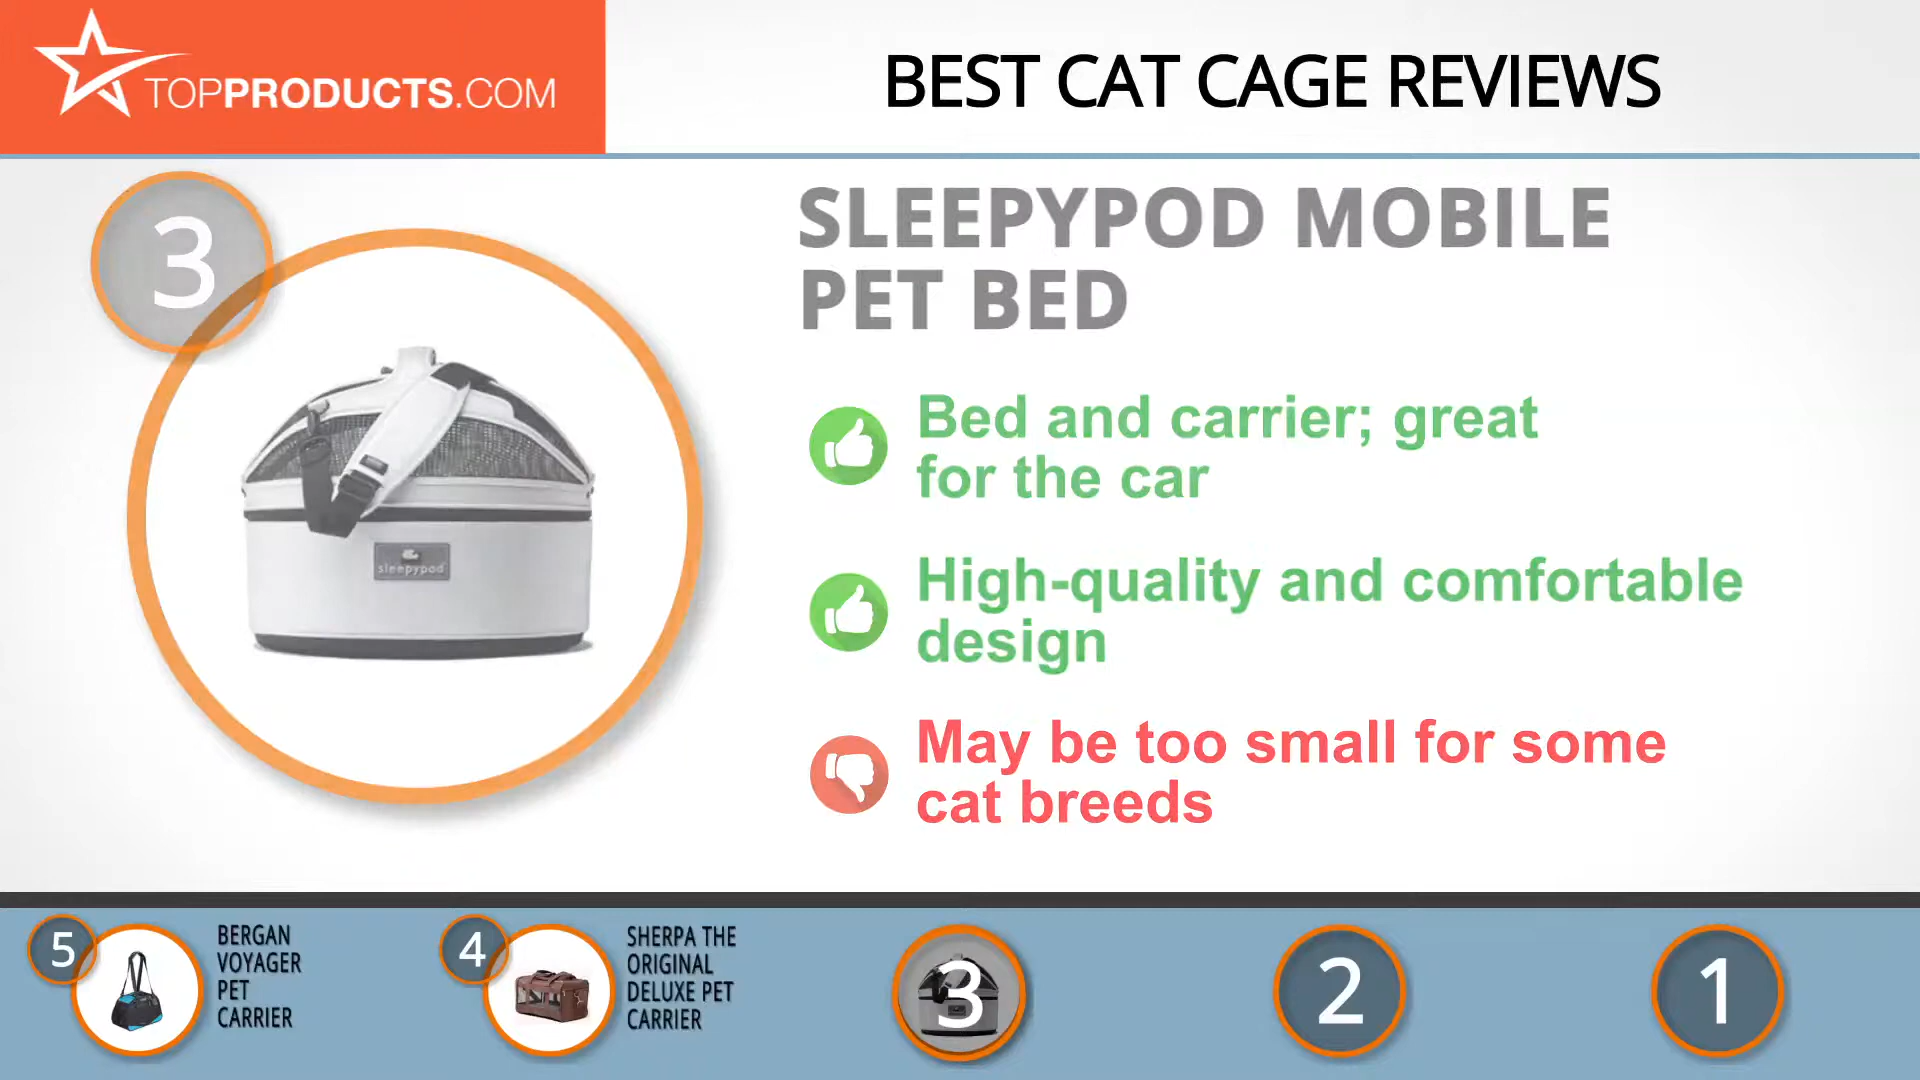 TOPPRODUCTS.COM
BEST CAT CAGE REVIEWS
3
SLEEPYPOD MOBILE
PET BED
sleepypod
Bed and carrier; great
for the car
High-quality and comfortable
design
May be too small for some
cat breeds
5
BERGAN
VOYAGER
PET
CARRIER
4
SHERPA THE
ORIGINAL
DELUXE PET
CARRIER
3
2
1